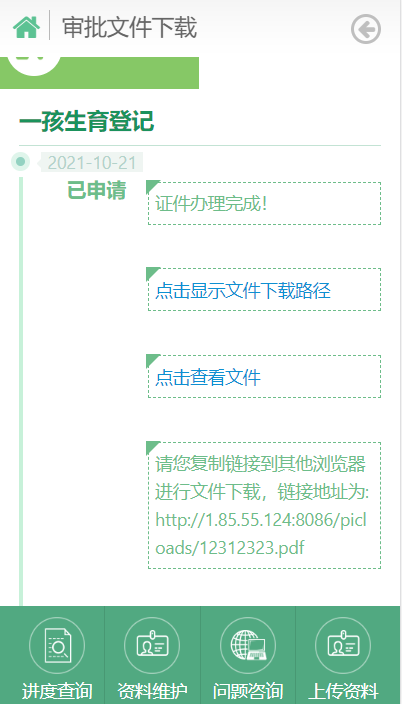 审批文件下载
一孩生育登记
2021-10-21
已申请
证件办理完成！
点击显示文件下载路径
点击查看文件
请您复制链接到其他浏览器
进行文件下载，链接地址为:
http://1.85.55.124:8086/picl
oads/12312323.pdf
进度查询 资料维护 问题咨询 上传资料